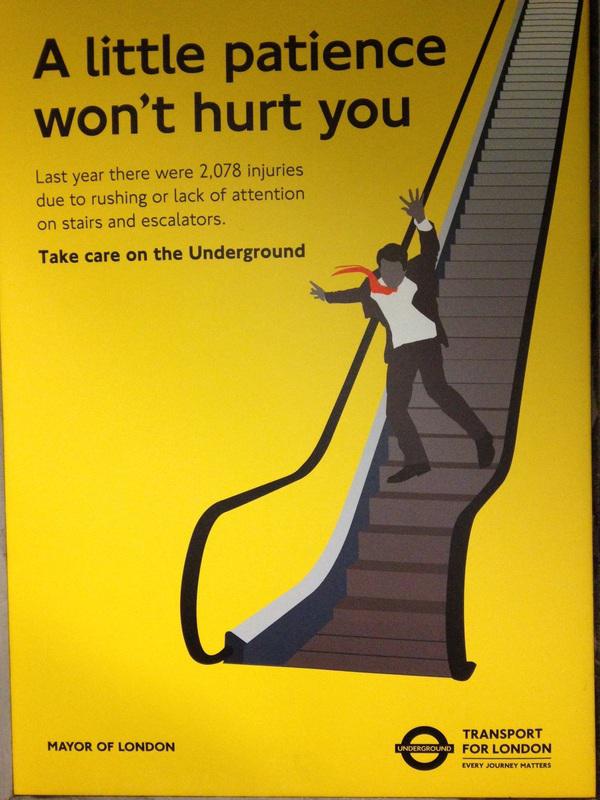 A little patience
won't hurt you
Last year there were 2,078 injuries
due to rushing or lack of attention
on stairs and escalators.
Take care on the Underground
MAYOR OF LONDON
UNDERGROUND
TRANSPORT
FOR LONDON
EVERY JOURNEY MATTERS